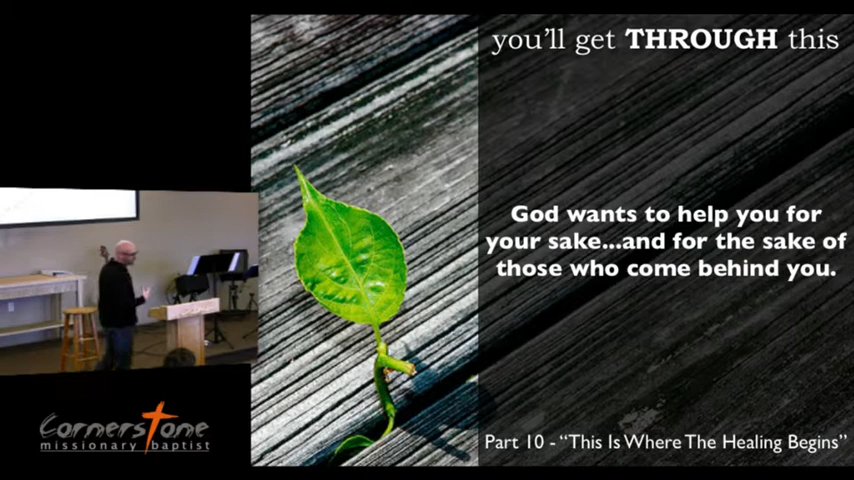 you'll get THROUGH this
God wants to help you for
your sake...and for the sake of
those who come behind you.
Part 10 - “This Is Where The Healing Begins”
Cornerstone
missionary baptist